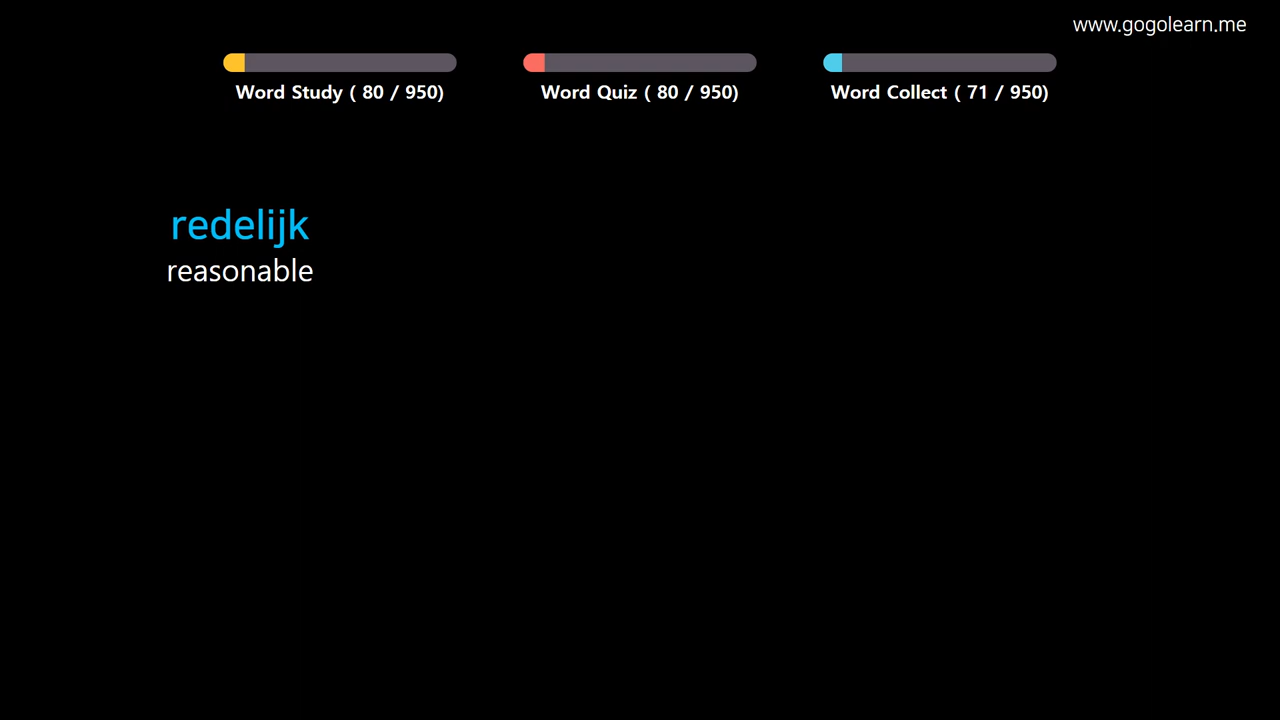 www.gogolearn.me
Word Study ( 80 / 950)
Word Quiz ( 80 / 950)
Word Collect ( 71 / 950)
redelijk
reasonable